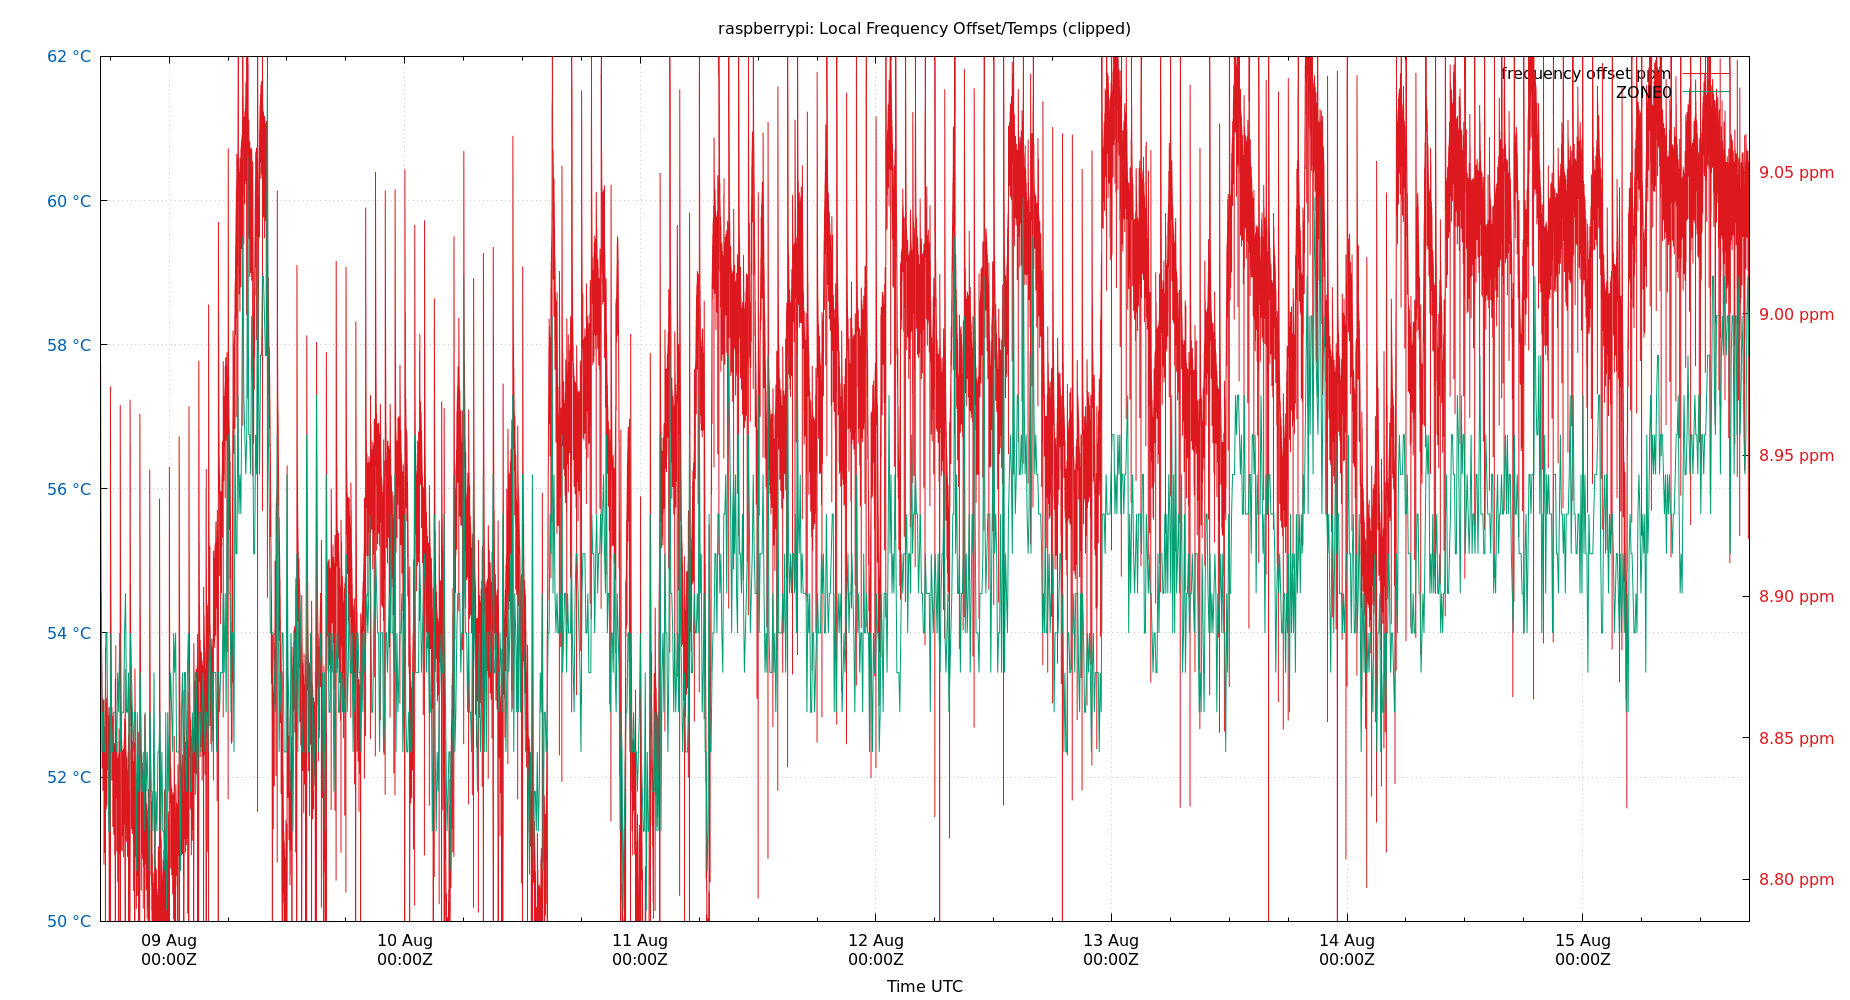 raspberrypi: Local Frequency Offset/Temps (clipped)
62 °C
60 °C
58 °C
56 °C
54 °C
52 °C
50 °C
frequency offset ppm
ZONE0
9.05 ppm
9.00 ppm
8.95 ppm
8.90 ppm
8.85 ppm
8.80 ppm
09 Aug
00:00Z
10 Aug
00:00Z
11 Aug
00:00Z
12 Aug
00:00Z
13 Aug
00:00Z
14 Aug
00:00Z
15 Aug
00:00Z
Time UTC